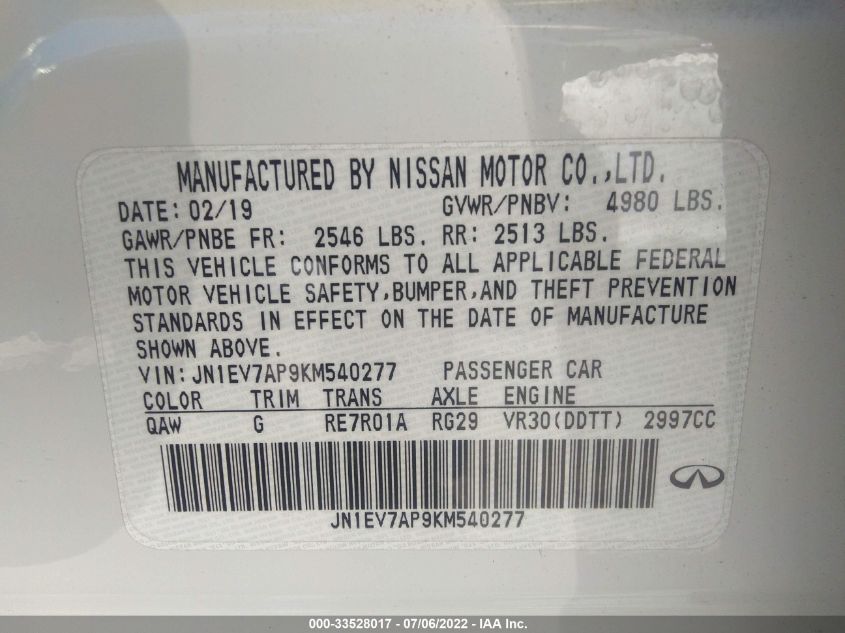 MANUFACTURED BY NISSAN MOTOR CO.,LTD.
DATE: 02/19 GVWR/PNBV: 4980 LBS.
GAWR/PNBE FR: 2546 LBS. RR: 2513 LBS.
THIS VEHICLE CONFORMS TO ALL APPLICABLE FEDERAL
MOTOR VEHICLE SAFETY,BUMPER,AND THEFT PREVENTION
STANDARDS IN EFFECT ON THE DATE OF MANUFACTURE
SHOWN ABOVE.
VIN:JN1EV7AP9KM540277 PASSENGER CAR
COLOR TRIM TRANS AXLE ENGINE
QAW G RE7R01A RG29 VR30(DDTT) 2997CC
JN1EV7AP9KM540277
000-33528017 - 07/06/2022 - IAA Inc.